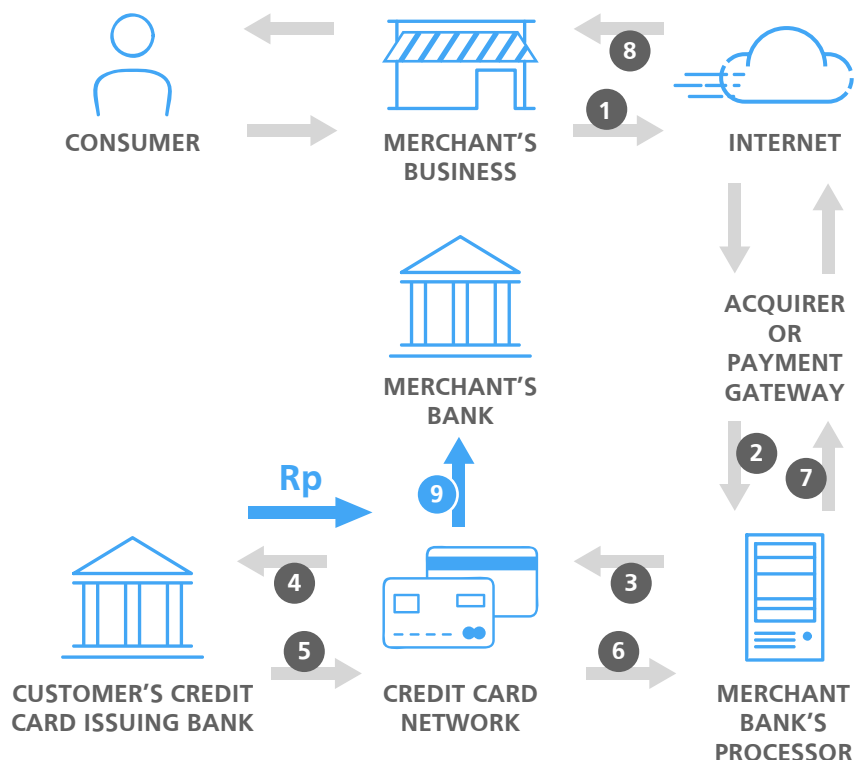 8
1
CONSUMER
MERCHANT'S
BUSINESS
INTERNET
ACQUIRER
OR
PAYMENT
GATEWAY
MERCHANT'S
BANK
2
7
Rp
9
4
3
5
6
CUSTOMER'S CREDIT
CARD ISSUING BANK
CREDIT CARD
NETWORK
MERCHANT
BANK'S
PROCESSOR